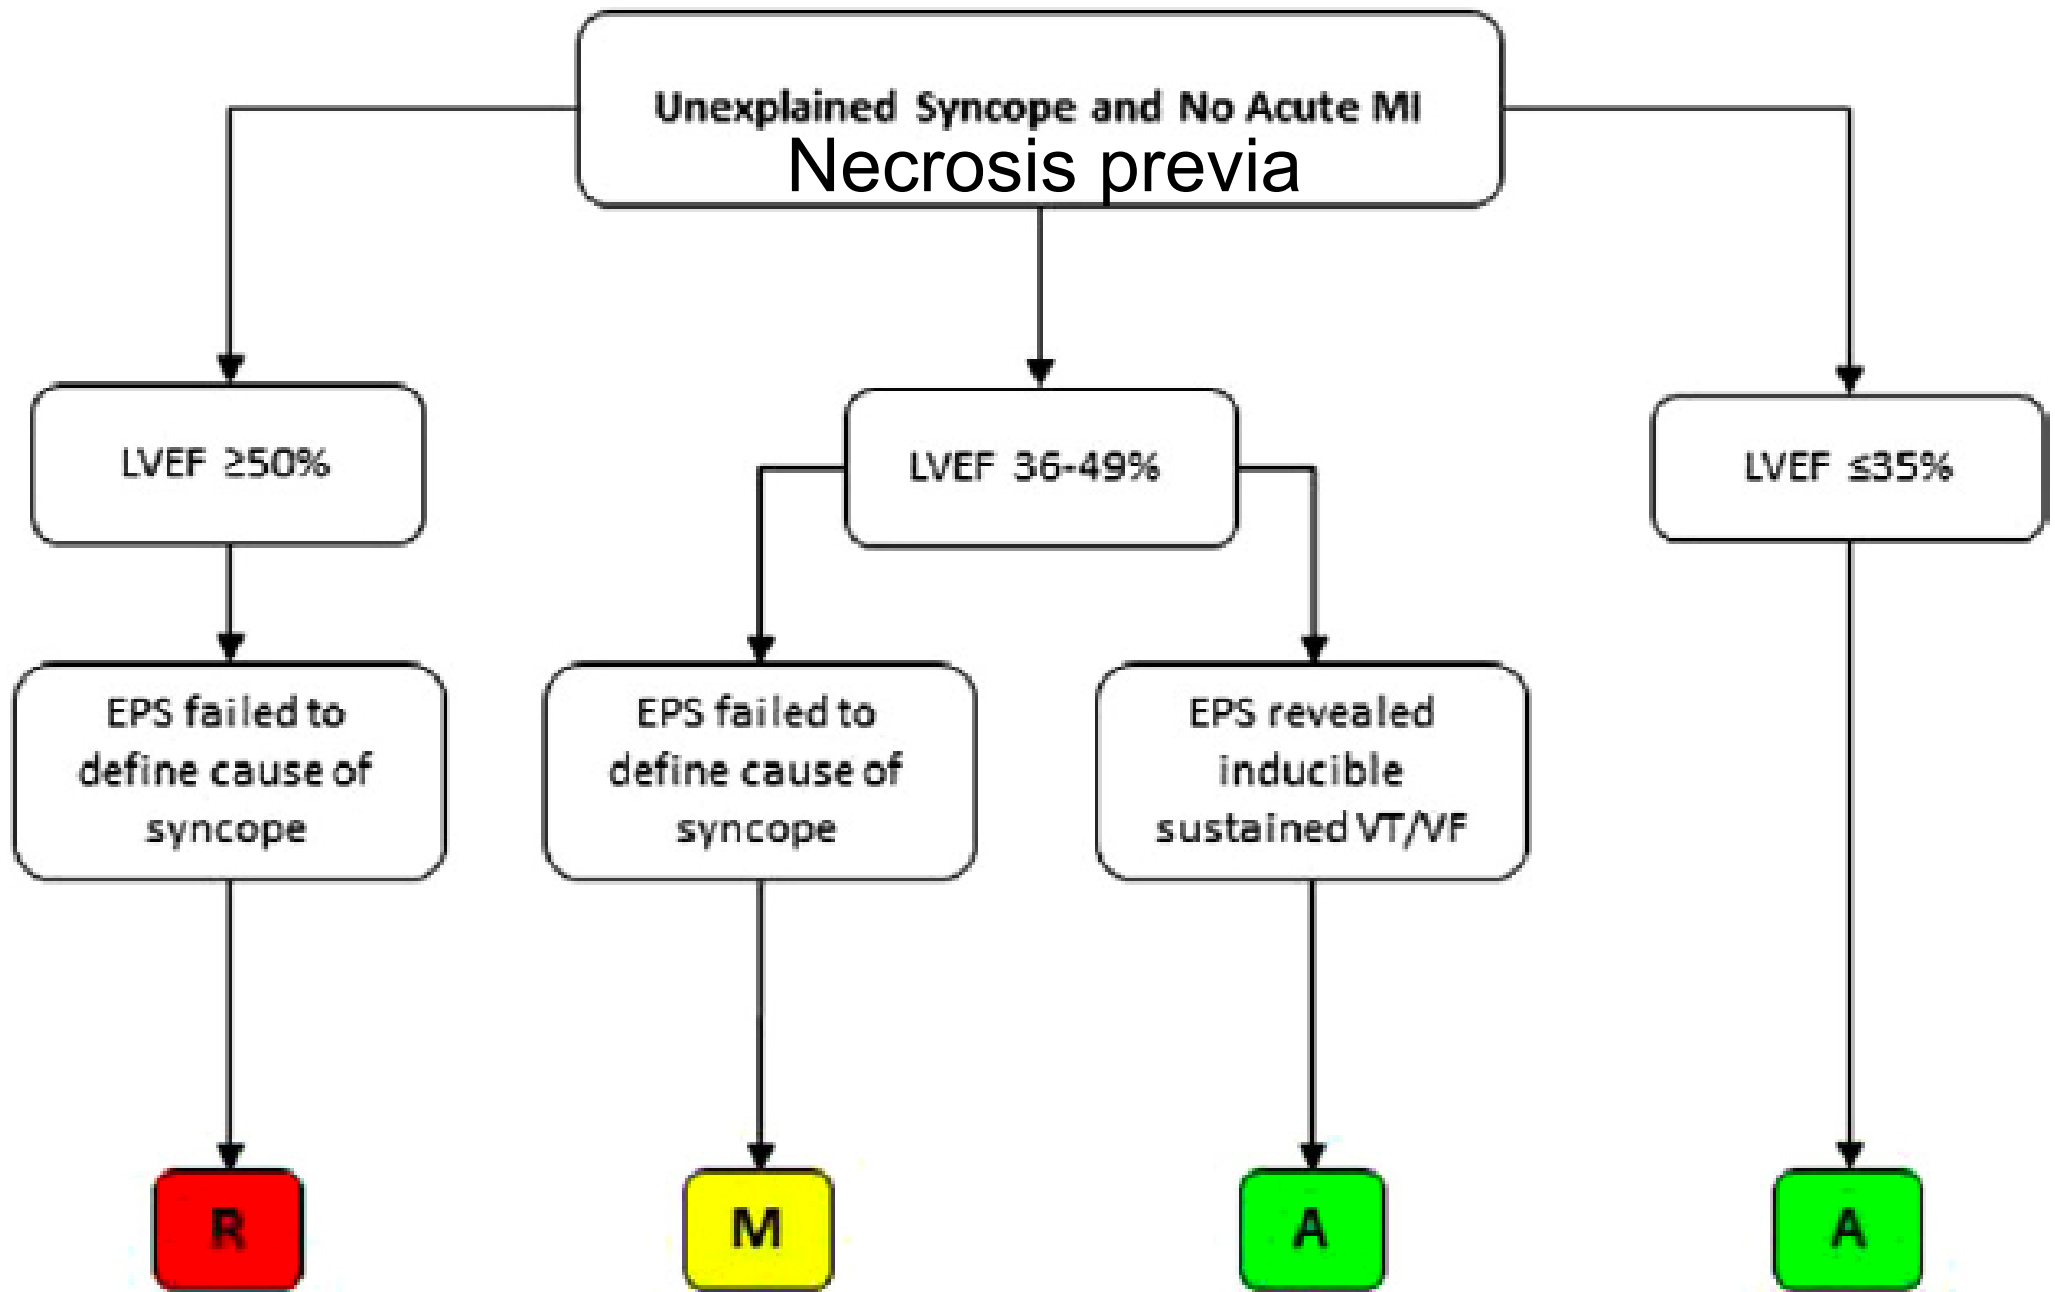 Unexplained Syncope and No Acute MI
Necrosis previa
LVEF ≥50%
LVEF 36-49%
LVEF ≤35%
EPS failed to
define cause of
syncope
EPS failed to
define cause of
syncope
EPS revealed
inducible
sustained VT/VF
R
M
A
A